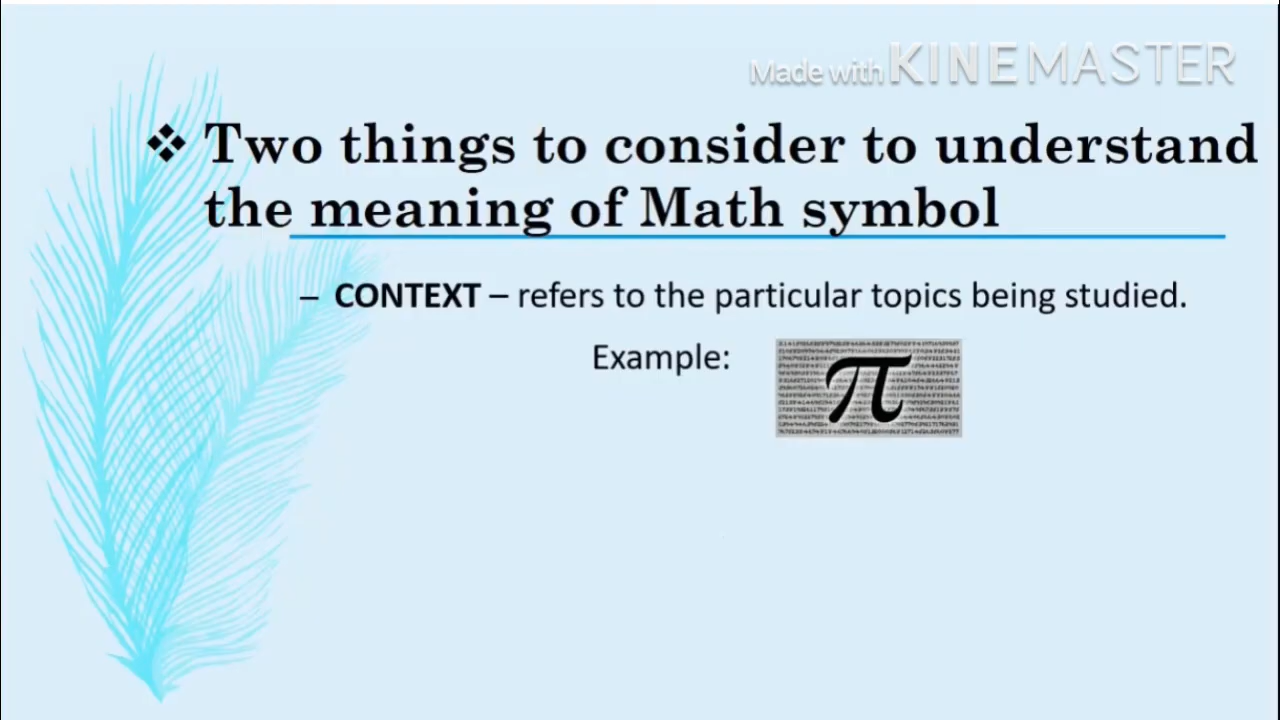 Made with KINEMASTER
❖ Two things to consider to understand
the meaning of Math symbol
– CONTEXT – refers to the particular topics being studied.
Example:
π